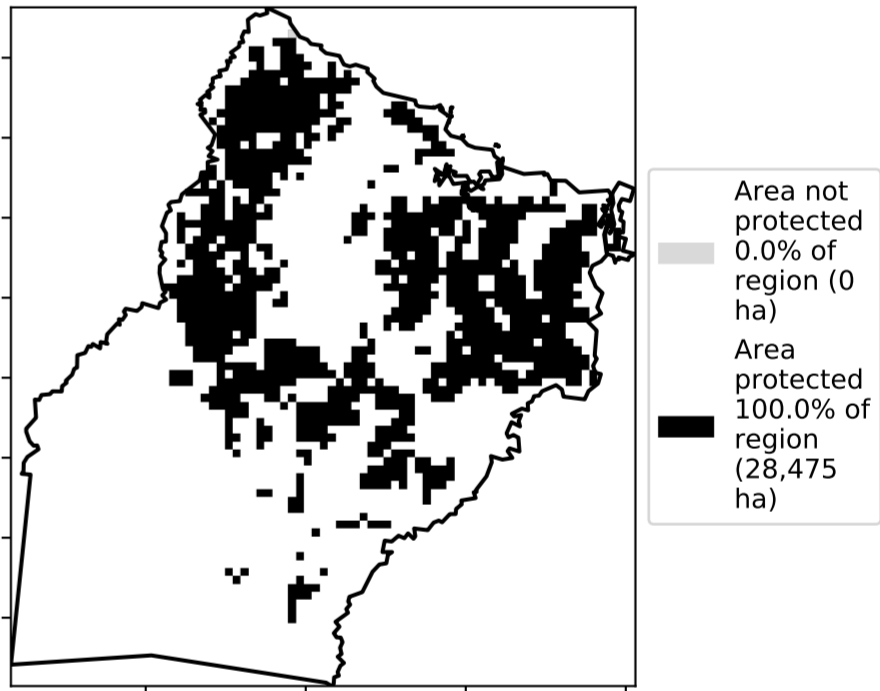 Area not
protected
0.0% of
region (0
ha)
Area
protected
100.0% of
region
(28,475
ha)